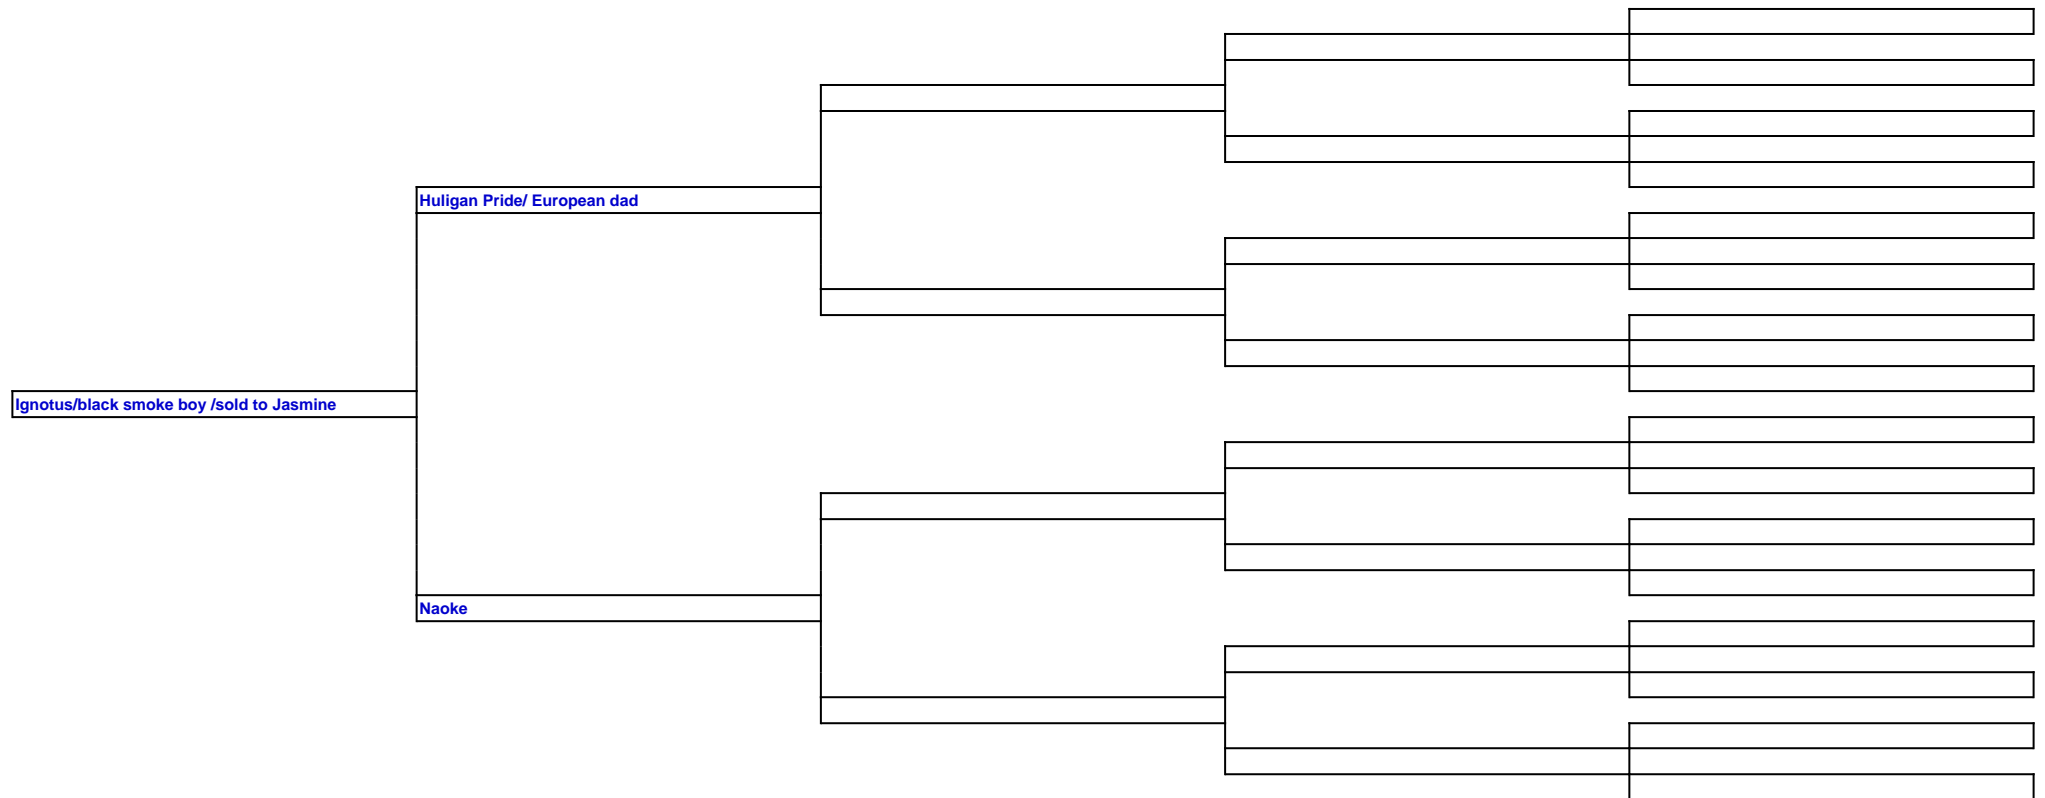 Huligan Pride/ European dad
Ignotus/black smoke boy /sold to Jasmine
Naoke